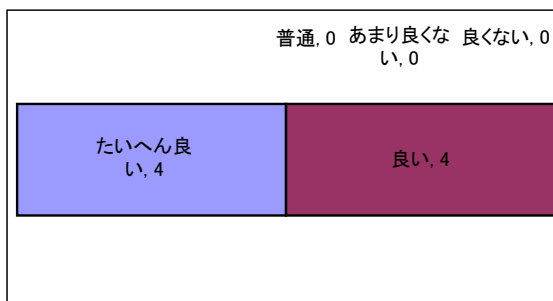 普通, 0
あまり良くな
い, 0
良くない, 0
たいへん良
い, 4
良い, 4